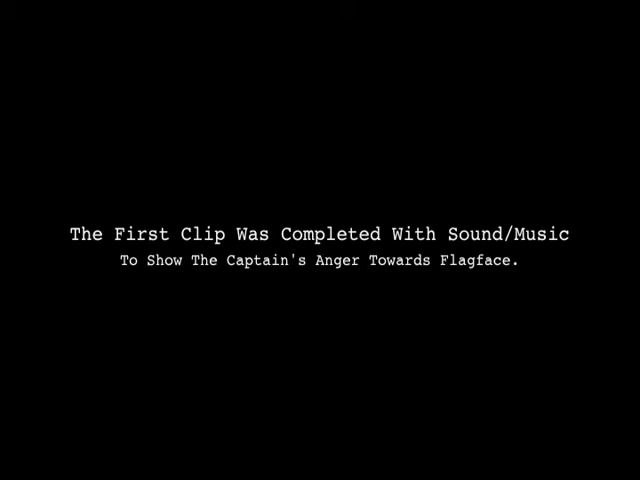 The First Clip Was Completed With Sound/Music
To Show The Captain's Anger Towards Flagface.